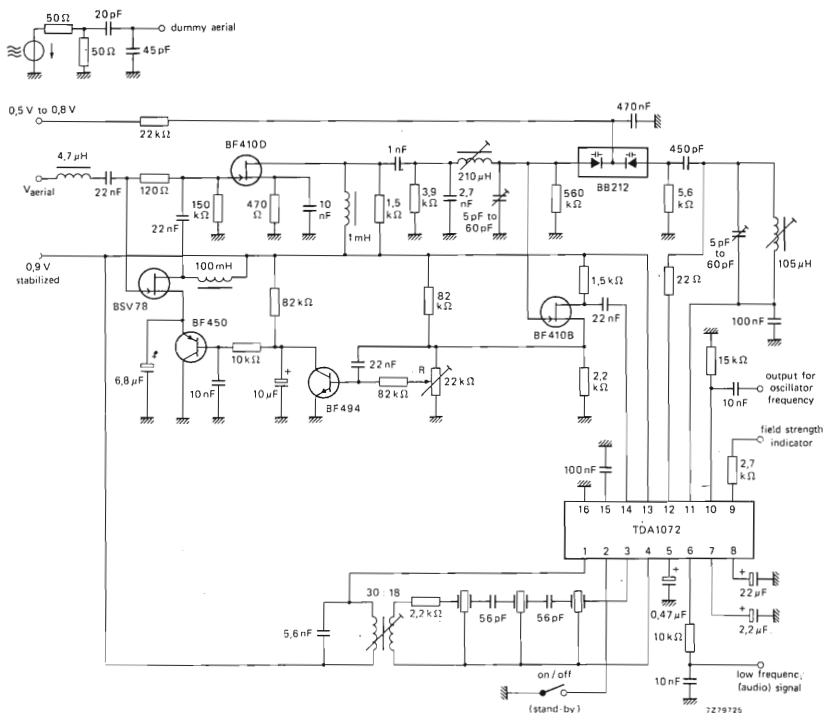 50Ω
20pF
dummy aerial
50Ω
45pF
0,5 V to 0,8 V
22kΩ
470nF
4,7μH
BF410D
1nF
450pF
V aerial
22nF
120Ω
210μH
BB212
150 kΩ
470 Ω
10 nF
1,5 kΩ
3,9 kΩ
2,7 nF
5pF to 60pF
560 kΩ
5,6 kΩ
22nF
1mH
5pF to 60pF
105μH
0,9 V stabilized
100mH
BSV78
82kΩ
82 kΩ
1,5kΩ
22Ω
BF450
BF410B
22nF
100nF
6,8μF
10kΩ
22nF
R
22kΩ
15kΩ
output for oscillator frequency
10nF
10μF
82kΩ
2,2 kΩ
10nF
BF494
field strength indicator
100nF
2,7 kΩ
16 15 14 13 12 11 10 9
TDA1072
1 2 3 4 5 6 7 8
30 : 18
5,6nF
2,2kΩ
56pF
56pF
0,47μF
22μF
10kΩ
2,2μF
on/off
(stand-by)
10nF
low frequency (audio) signal
7Z79725